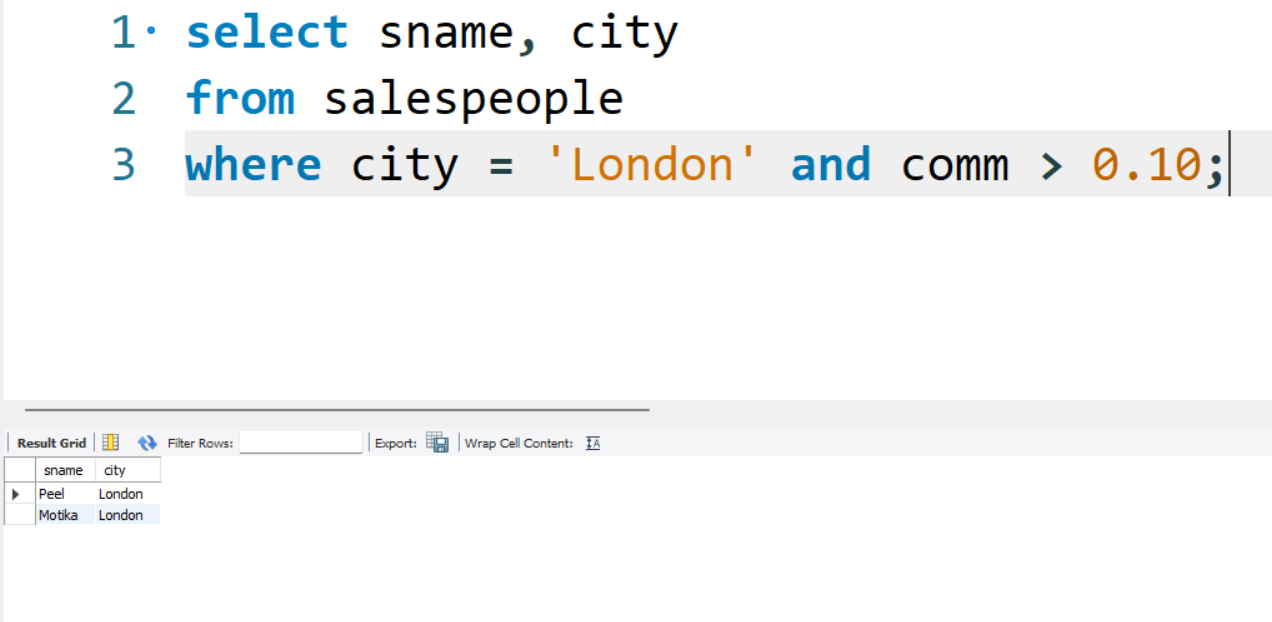 1 select sname, city
2 from salespeople
3 where city = 'London' and comm > 0.10;
Result Grid Filter Rows: Export: Wrap Cell Content: IA
sname city
Peel London
Motika London